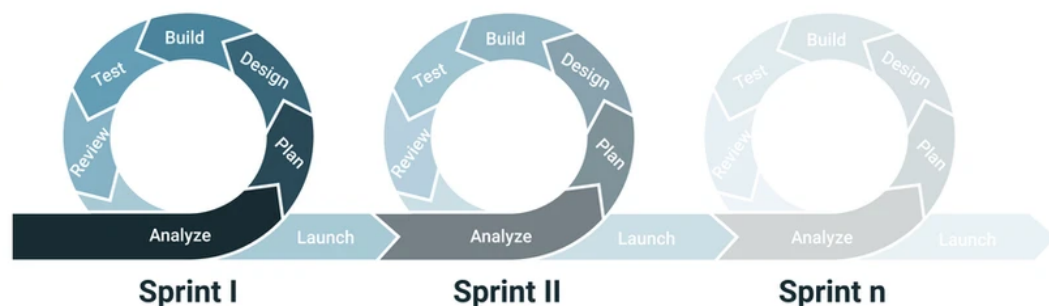 Build
Test
Design
Review
Plan
Analyze
Launch
Build
Test
Design
Review
Plan
Analyze
Launch
Build
Test
Design
Review
Plan
Analyze
Launch
Sprint I
Sprint II
Sprint n